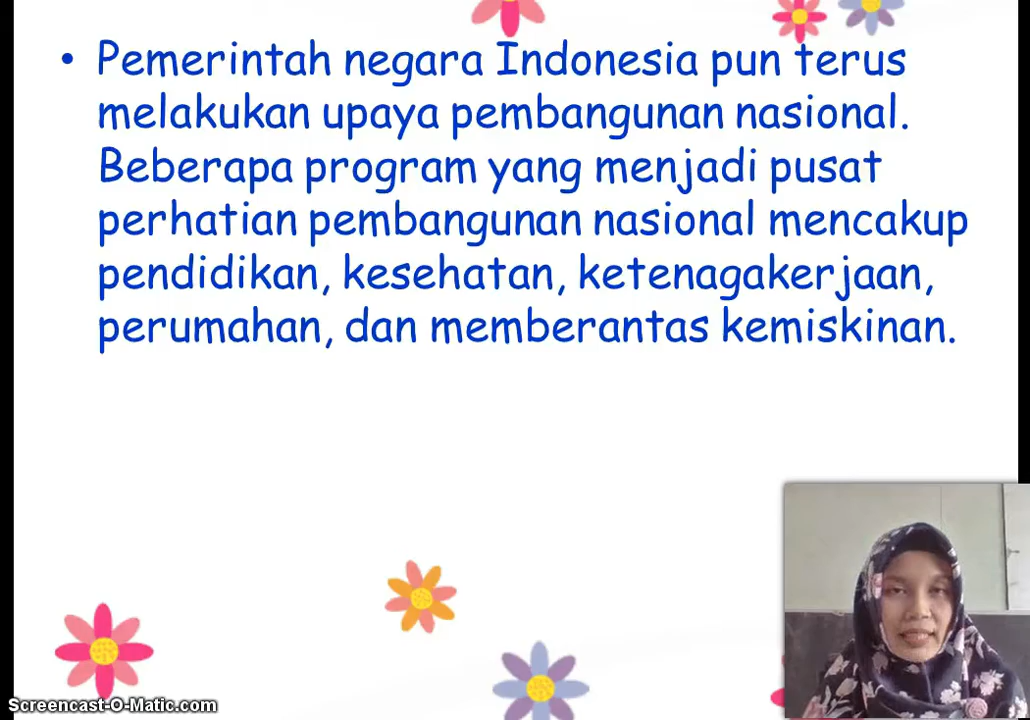 • Pemerintah negara Indonesia pun terus
melakukan upaya pembangunan nasional.
Beberapa program yang menjadi pusat
perhatian pembangunan nasional mencakup
pendidikan, kesehatan, ketenagakerjaan,
perumahan, dan memberantas kemiskinan.
Screencast-O-Matic.com